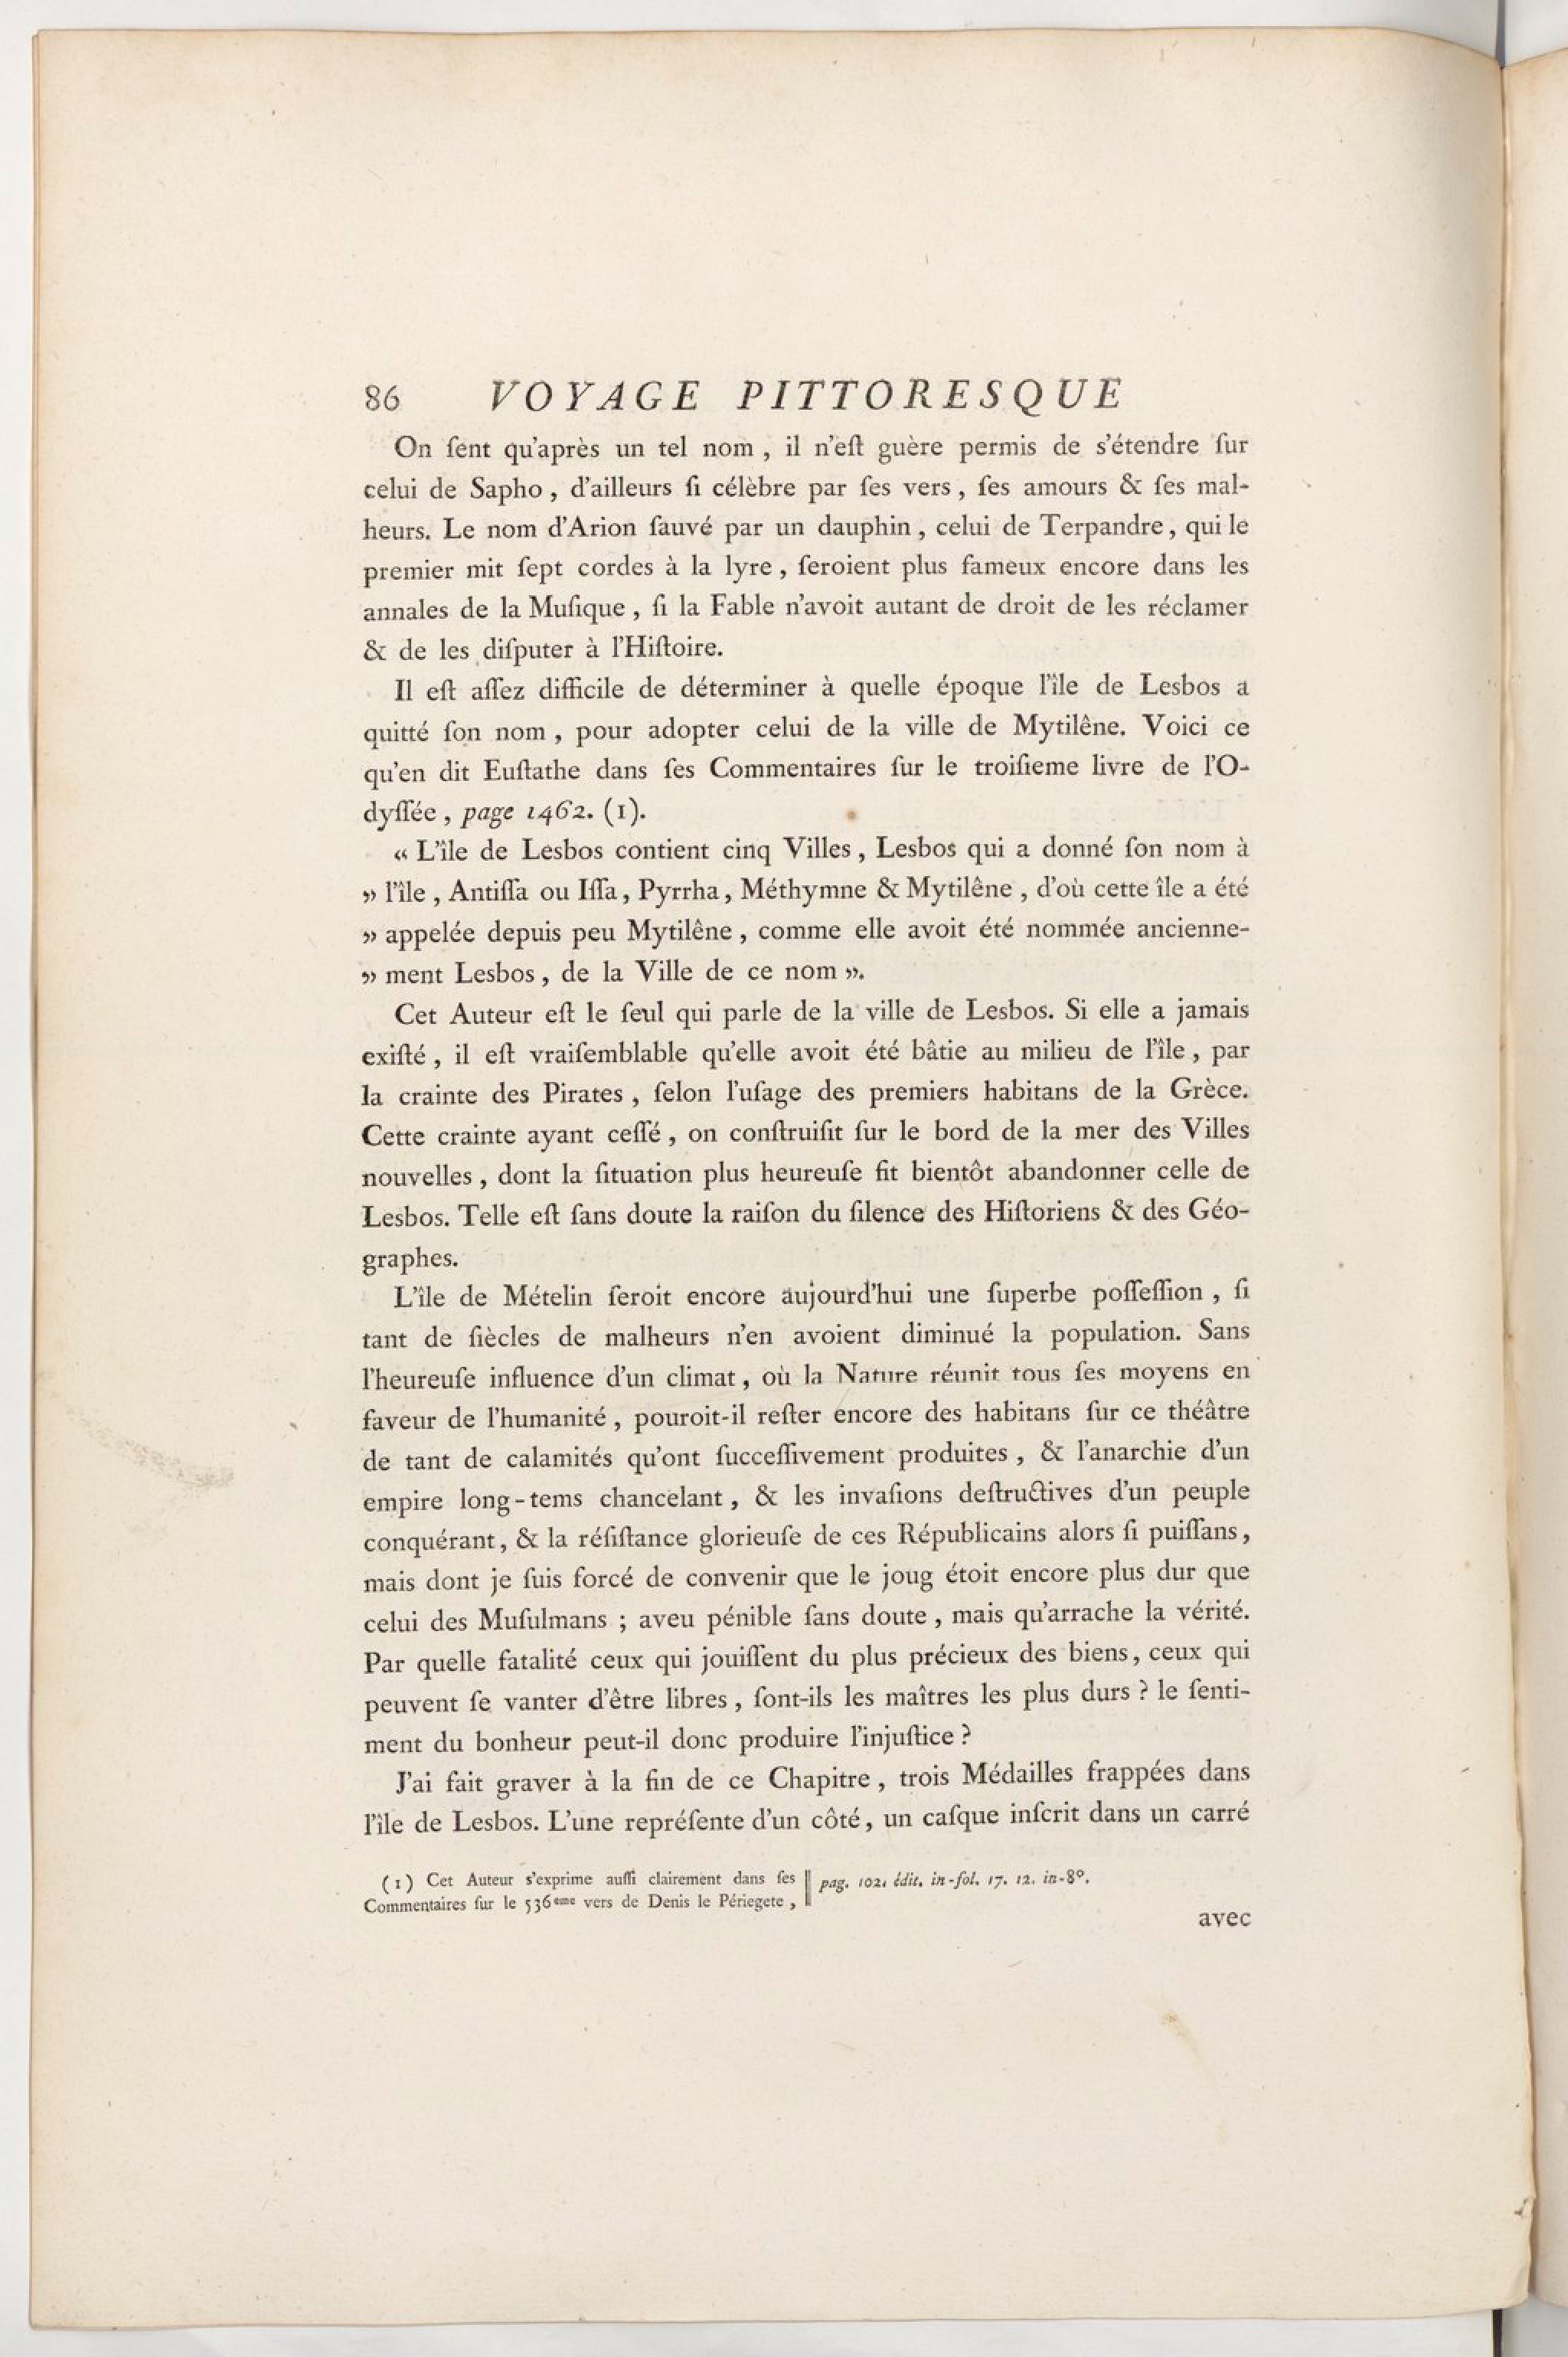 86 VOYAGE PITTORESQUE
On ſent qu'après un tel nom, il n'eſt guère permis de s'étendre ſur
celui de Sapho, d'ailleurs ſi célèbre par ſes vers, ſes amours & ſes mal-
heurs. Le nom d'Arion ſauvé par un dauphin, celui de Terpandre, qui le
premier mit ſept cordes à la lyre, ſeroient plus fameux encore dans les
annales de la Muſique, ſi la Fable n'avoit autant de droit de les réclamer
& de les diſputer à l'Hiſtoire.
Il eſt aſſez difficile de déterminer à quelle époque l'île de Lesbos a
quitté ſon nom, pour adopter celui de la ville de Mytilêne. Voici ce
qu'en dit Euſtathe dans ſes Commentaires ſur le troiſieme livre de l'O-
dyſſée, page 1462. (1).
« L'île de Lesbos contient cinq Villes, Lesbos qui a donné ſon nom à
» l'île, Antiſſa ou Iſſa, Pyrrha, Méthymne & Mytilêne, d'où cette île a été
» appelée depuis peu Mytilêne, comme elle avoit été nommée ancienne-
» ment Lesbos, de la Ville de ce nom ».
Cet Auteur eſt le ſeul qui parle de la ville de Lesbos. Si elle a jamais
exiſté, il eſt vraiſemblable qu'elle avoit été bâtie au milieu de l'île, par
la crainte des Pirates, ſelon l'uſage des premiers habitans de la Grèce.
Cette crainte ayant ceſſé, on conſtruiſit ſur le bord de la mer des Villes
nouvelles, dont la ſituation plus heureuſe fit bientôt abandonner celle de
Lesbos. Telle eſt ſans doute la raiſon du ſilence des Hiſtoriens & des Géo-
graphes.
L'île de Mételin ſeroit encore aujourd'hui une ſuperbe poſſeſſion, ſi
tant de ſiècles de malheurs n'en avoient diminué la population. Sans
l'heureuſe influence d'un climat, où la Nature réunit tous ſes moyens en
faveur de l'humanité, pouroit-il reſter encore des habitans ſur ce théâtre
de tant de calamités qu'ont ſucceſſivement produites, & l'anarchie d'un
empire long-tems chancelant, & les invaſions deſtructives d'un peuple
conquérant, & la réſiſtance glorieuſe de ces Républicains alors ſi puiſſans,
mais dont je ſuis forcé de convenir que le joug étoit encore plus dur que
celui des Muſulmans ; aveu pénible ſans doute, mais qu'arrache la vérité.
Par quelle fatalité ceux qui jouiſſent du plus précieux des biens, ceux qui
peuvent ſe vanter d'être libres, ſont-ils les maîtres les plus durs ? le ſenti-
ment du bonheur peut-il donc produire l'injuſtice ?
J'ai fait graver à la fin de ce Chapitre, trois Médailles frappées dans
l'île de Lesbos. L'une repréſente d'un côté, un caſque inſcrit dans un carré
(1) Cet Auteur s'exprime auſſi clairement dans ſes
Commentaires ſur le 536eme vers de Denis le Périegete,
pag. 102. édit. in-fol. 17. 12. in-8°.
avec